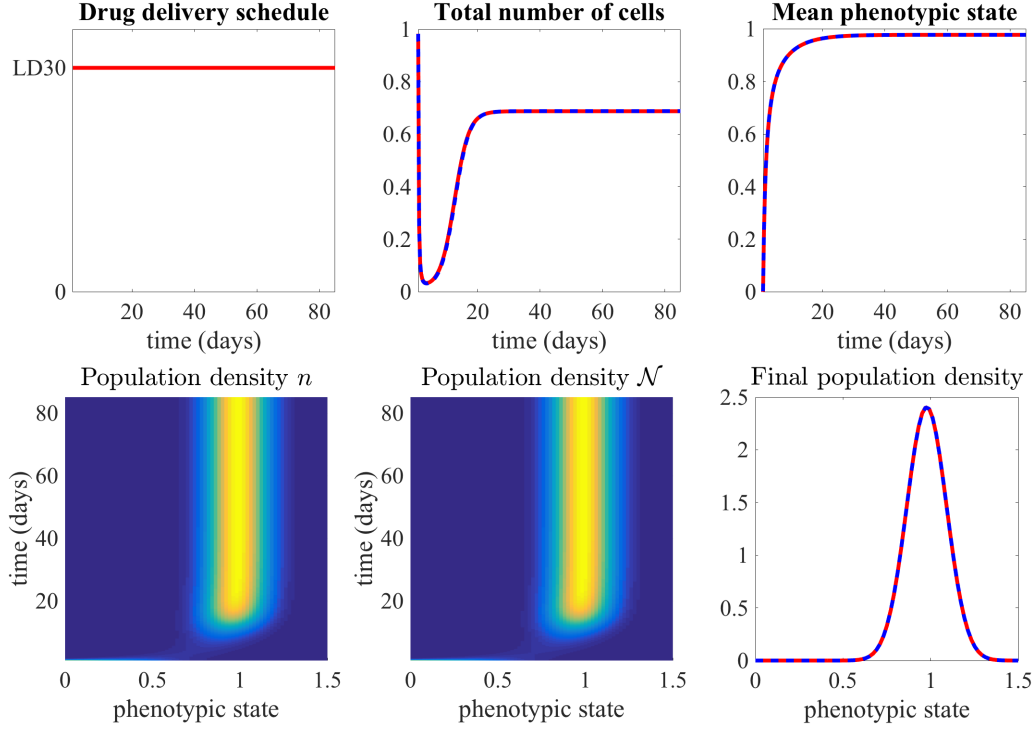 Drug delivery schedule
LD30
0
20 40 60 80
time (days)
Total number of cells
1
0.8
0.6
0.4
0.2
0
20 40 60 80
time (days)
Mean phenotypic state
1
0.8
0.6
0.4
0.2
0
20 40 60 80
time (days)
Population density n
time (days)
80
60
40
20
0 0.5 1 1.5
phenotypic state
Population density 𝒩
time (days)
80
60
40
20
0 0.5 1 1.5
phenotypic state
Final population density
2.5
2
1.5
1
0.5
0
0 0.5 1 1.5
phenotypic state